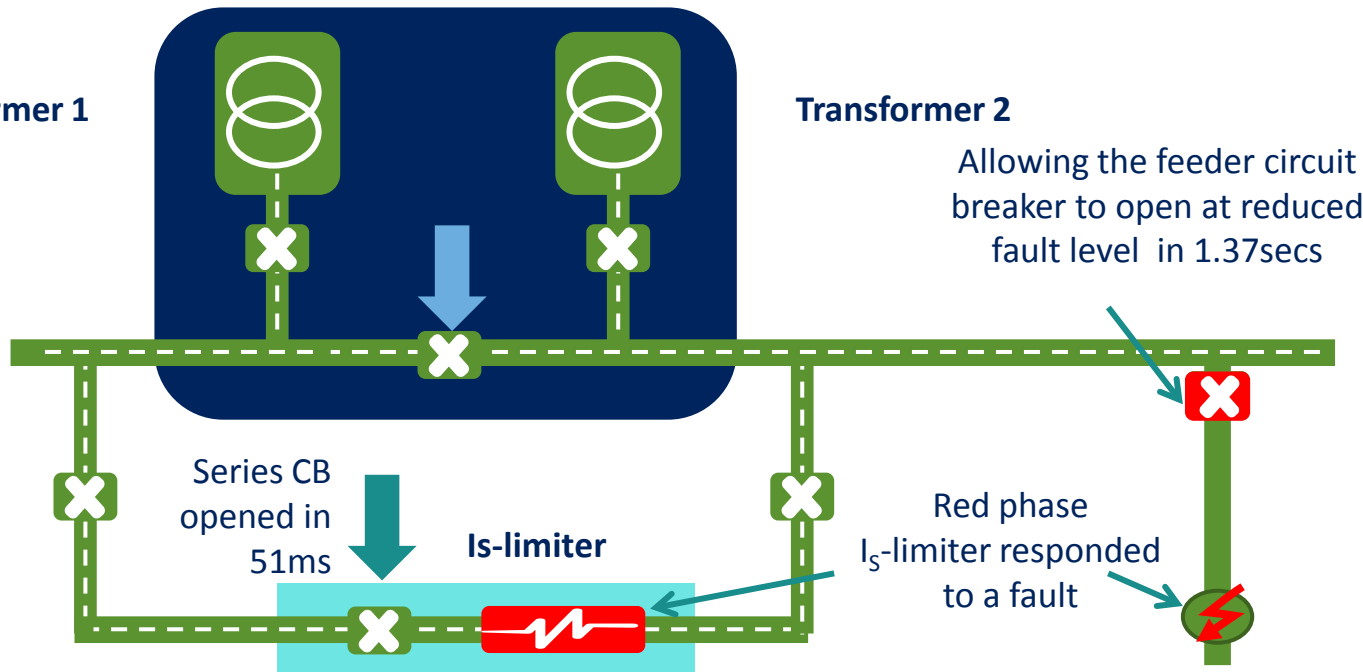 rmer 1
Transformer 2
Allowing the feeder circuit
breaker to open at reduced
fault level in 1.37secs
Series CB
opened in
51ms
Is-limiter
Red phase
IS-limiter responded
to a fault